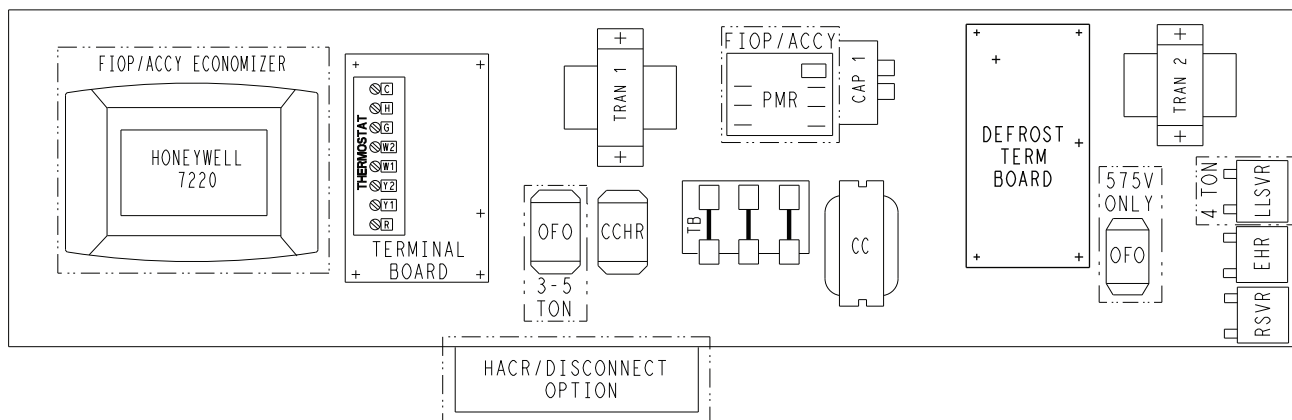 FIOP/ACCY ECONOMIZER
HONEYWELL
7220
THERMOSTAT
C
H
G
W2
W1
Y2
Y1
R
TERMINAL
BOARD
TRAN 1
OFO
3-5
TON
CCHR
FIOP/ACCY
PMR
CAP 1
TB
CC
DEFROST
TERM
BOARD
TRAN 2
575V
ONLY
OFO
4 TON
LLSVR
EHR
RSVR
HACR/DISCONNECT
OPTION